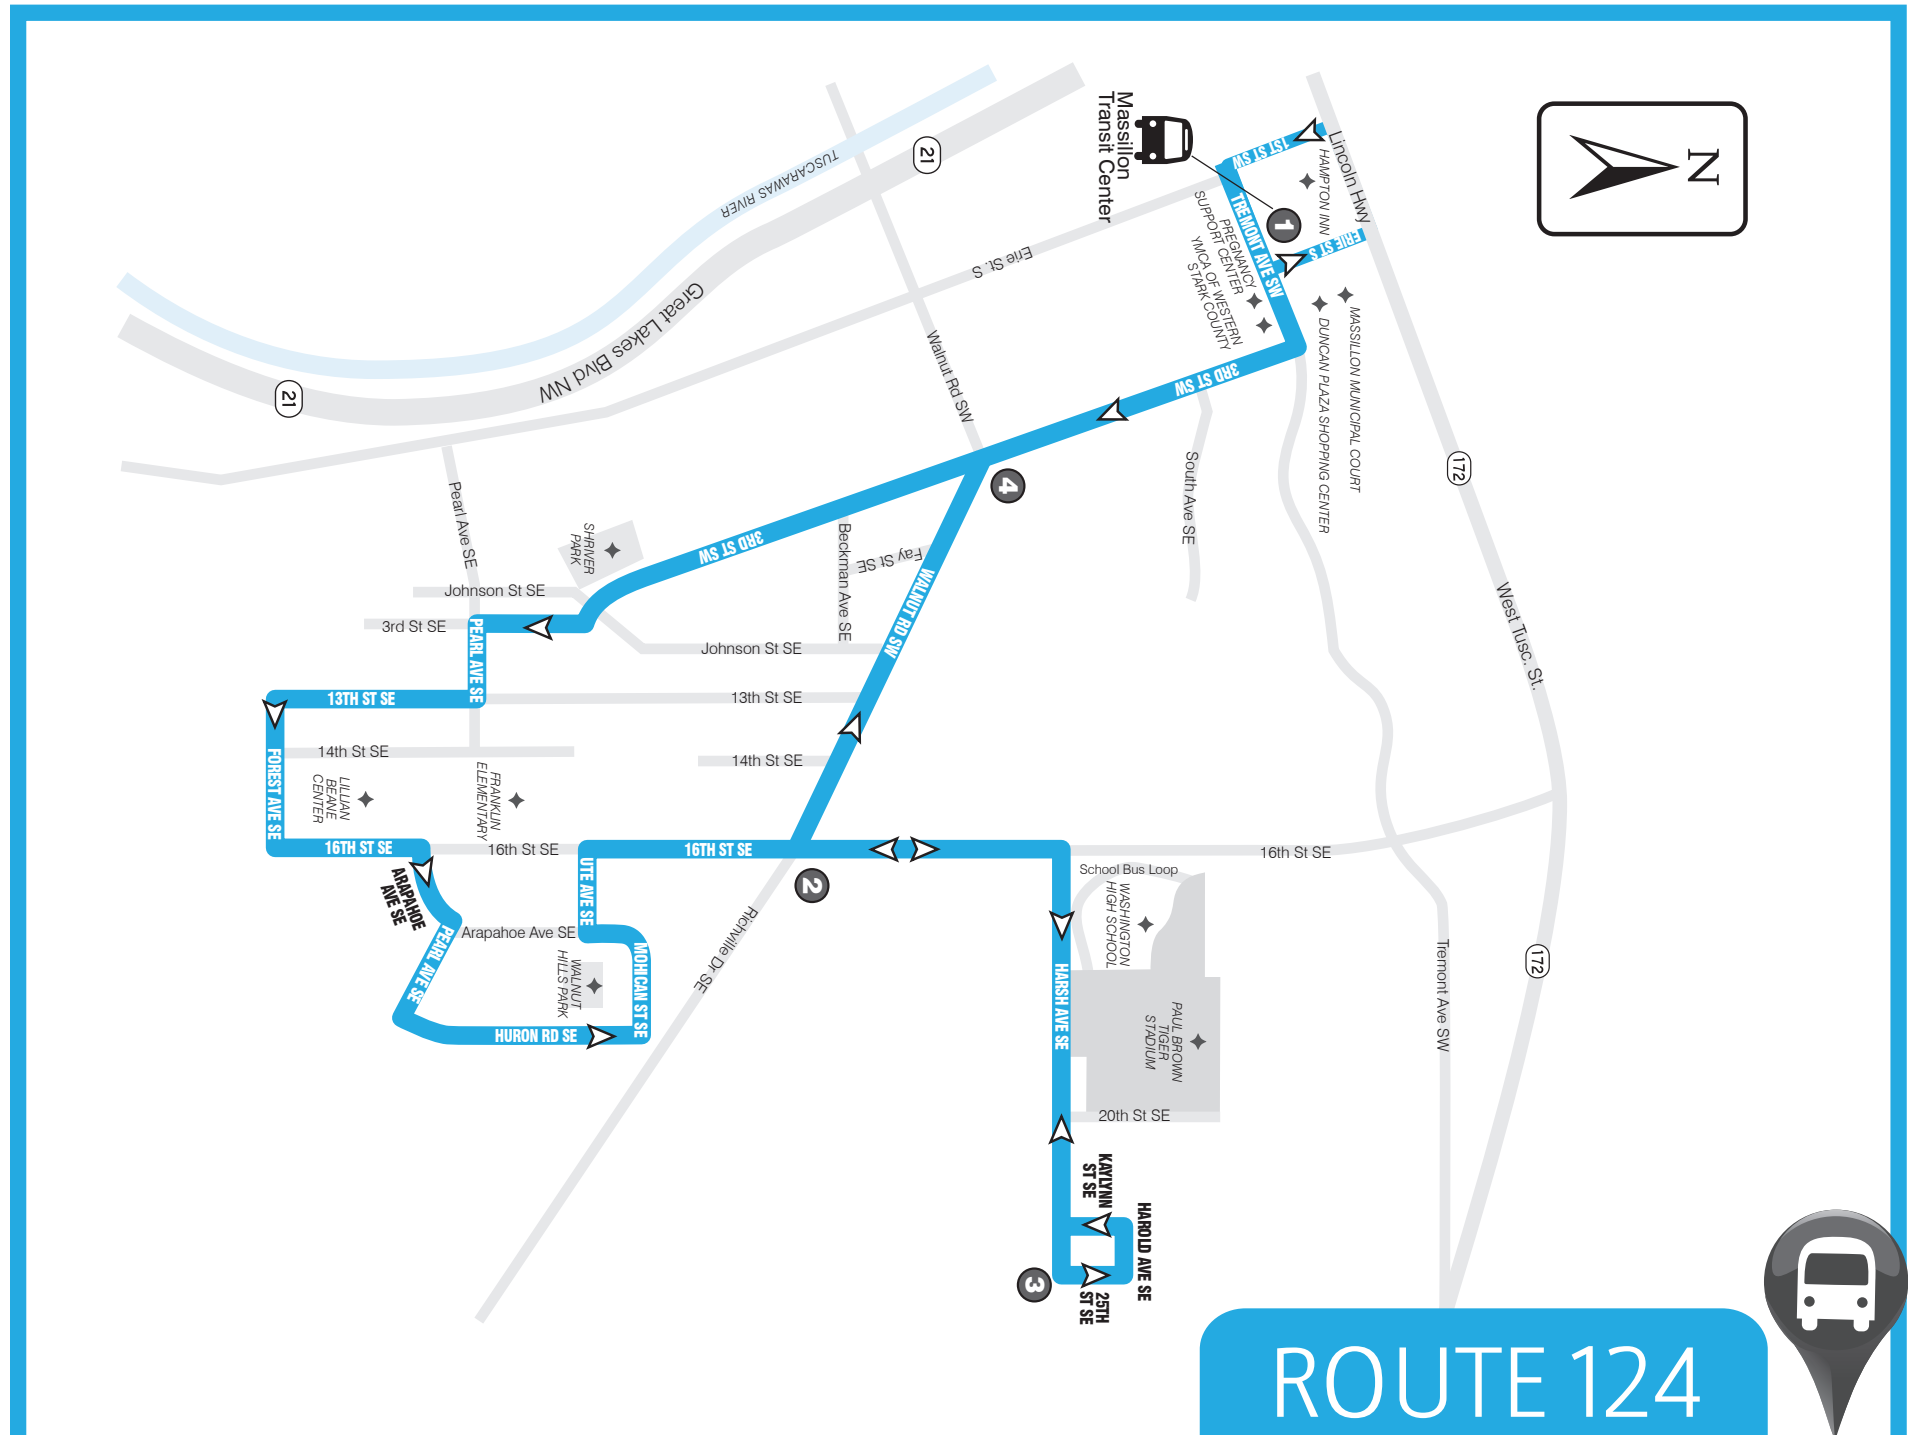 N
Massillon
Transit Center
1ST ST SW
Lincoln Hwy
HAMPTON INN
1
TREMONT AVE SW
ERIE ST S
PREGNANCY
SUPPORT CENTER
YMCA OF WESTERN
STARK COUNTY
MASSILLON MUNICIPAL COURT
DUNCAN PLAZA SHOPPING CENTER
21
TUSCARAWAS RIVER
Erie St. S
Great Lakes Blvd NW
21
Walnut Rd SW
3RD ST SW
172
South Ave SE
4
Pearl Ave SE
SHRIVER
PARK
3RD ST SW
Beckman Ave SE
Fay St SE
WALNUT RD SW
West Tusc. St.
Johnson St SE
3rd St SE
PEARL AVE SE
Johnson St SE
13TH ST SE
13th St SE
14th St SE
14th St SE
FOREST AVE SE
LILLIAN
BEANE
CENTER
FRANKLIN
ELEMENTARY
16TH ST SE
16th St SE
16TH ST SE
16th St SE
UTE AVE SE
2
School Bus Loop
WASHINGTON
HIGH SCHOOL
ARAPAHOE
AVE SE
Arapahoe Ave SE
PEARL AVE SE
WALNUT
HILLS PARK
MOHICAN ST SE
HURON RD SE
Richville Dr SE
HARSH AVE SE
PAUL BROWN
TIGER
STADIUM
Tremont Ave SW
172
20th St SE
KAYLYNN
ST SE
HAROLD AVE SE
3
25TH
ST SE
ROUTE 124